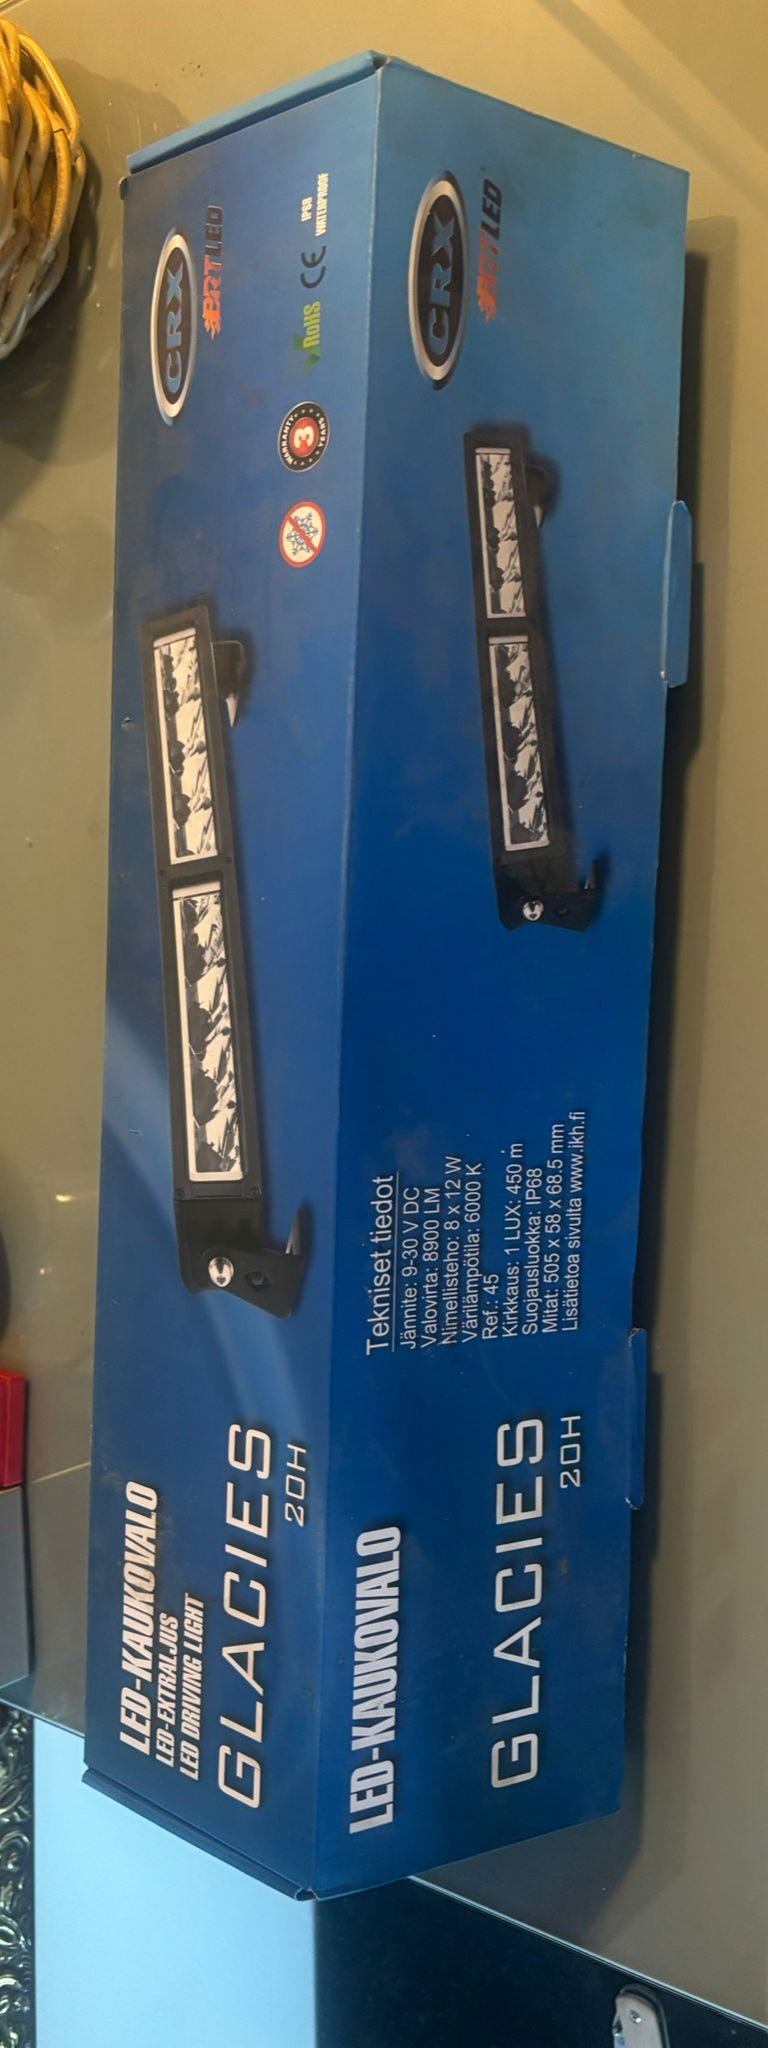 CRX
BRTLED
RoHS CE IP68
WATERPROOF
WARRANTY
3
YEARS
LED-KAUKOVALO
LED-EXTRALJUS
LED DRIVING LIGHT
GLACIES
20H
CRX
BRTLED
Tekniset tiedot
Jännite: 9-30 V DC
Valovirta: 8900 LM
Nimellisteho: 8 x 12 W
Värilämpötila: 6000 K
Ref.: 45
Kirkkaus: 1 LUX: 450 m
Suojausluokka: IP68
Mitat: 505 x 58 x 68.5 mm
Lisätietoa sivulta www.ikh.fi
LED-KAUKOVALO
GLACIES
20H